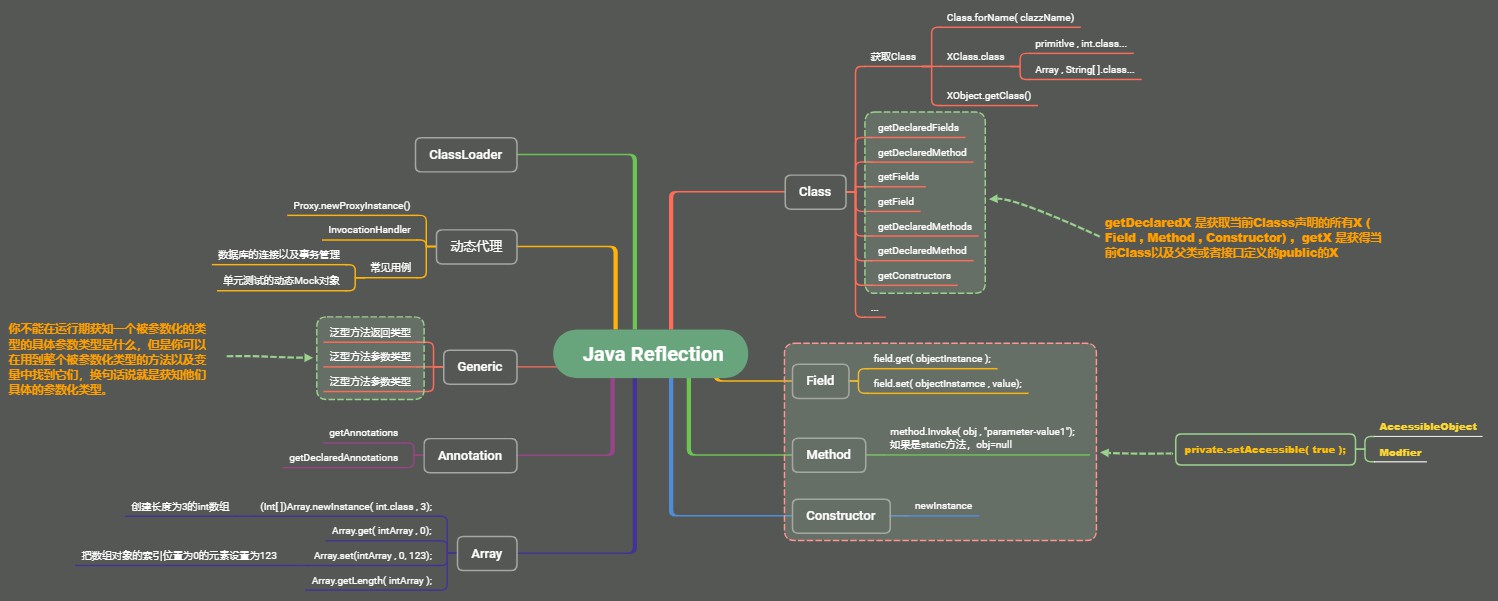 Java Reflection
Class
获取Class
Class.forName( clazzName)
XClass.class
primitlve , int.class...
Array , String[ ].class...
XObject.getClass()
getDeclaredFields
getDeclaredMethod
getFields
getField
getDeclaredMethods
getDeclaredMethod
getConstructors
...
getDeclaredX 是获取当前Classs声明的所有X (
Field , Method , Constructor) , getX 是获得当
前Class以及父类或者接口定义的public的X
Field
field.get( objectInstance );
field.set( objectInstamce , value);
Method
method.Invoke( obj , "parameter-value1");
如果是static方法，obj=null
Constructor
newInstance
private.setAccessible( true );
AccessibleObject
Modfier
ClassLoader
动态代理
Proxy.newProxyInstance()
InvocationHandler
常见用例
数据库的连接以及事务管理
单元测试的动态Mock对象
Generic
泛型方法返回类型
泛型方法参数类型
泛型方法参数类型
你不能在运行期获知一个被参数化的类
型的具体参数类型是什么，但是你可以
在用到整个被参数化类型的方法以及变
量中找到它们，换句话说就是获知他们
具体的参数化类型。
Annotation
getAnnotations
getDeclaredAnnotations
Array
创建长度为3的int数组
(Int[ ])Array.newInstance( int.class , 3);
Array.get( intArray , 0);
把数组对象的索引位置为0的元素设置为123
Array.set(intArray , 0, 123);
Array.getLength( intArray );